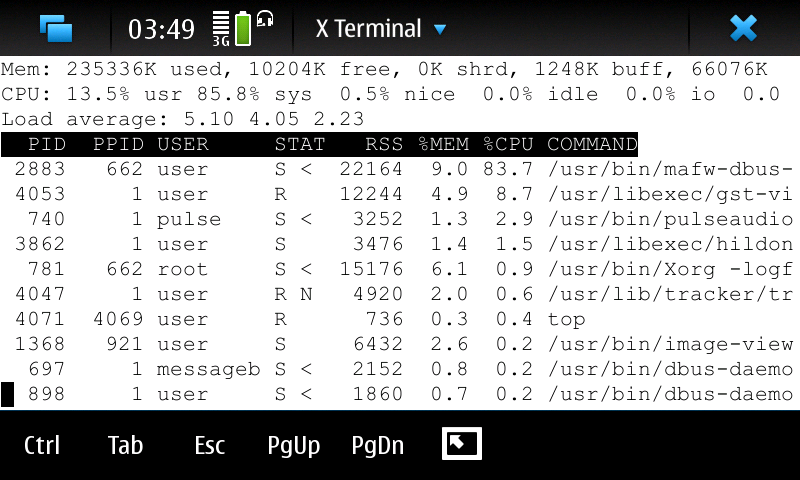 03:49 3G X Terminal
Mem: 235336K used, 10204K free, 0K shrd, 1248K buff, 66076K
CPU: 13.5% usr 85.8% sys  0.5% nice  0.0% idle  0.0% io  0.0
Load average: 5.10 4.05 2.23
PID  PPID USER     STAT   RSS %MEM %CPU COMMAND
2883   662 user     S <  22164  9.0 83.7 /usr/bin/mafw-dbus-
4053     1 user     R    12244  4.9  8.7 /usr/libexec/gst-vi
740     1 pulse    S <   3252  1.3  2.9 /usr/bin/pulseaudio
3862     1 user     S     3476  1.4  1.5 /usr/libexec/hildon
781   662 root     S <  15176  6.1  0.9 /usr/bin/Xorg -logf
4047     1 user     R N   4920  2.0  0.6 /usr/lib/tracker/tr
4071  4069 user     R      736  0.3  0.4 top
1368   921 user     S     6432  2.6  0.2 /usr/bin/image-view
697     1 messageb S <   2152  0.8  0.2 /usr/bin/dbus-daemo
898     1 user     S <   1860  0.7  0.2 /usr/bin/dbus-daemo
Ctrl Tab Esc PgUp PgDn